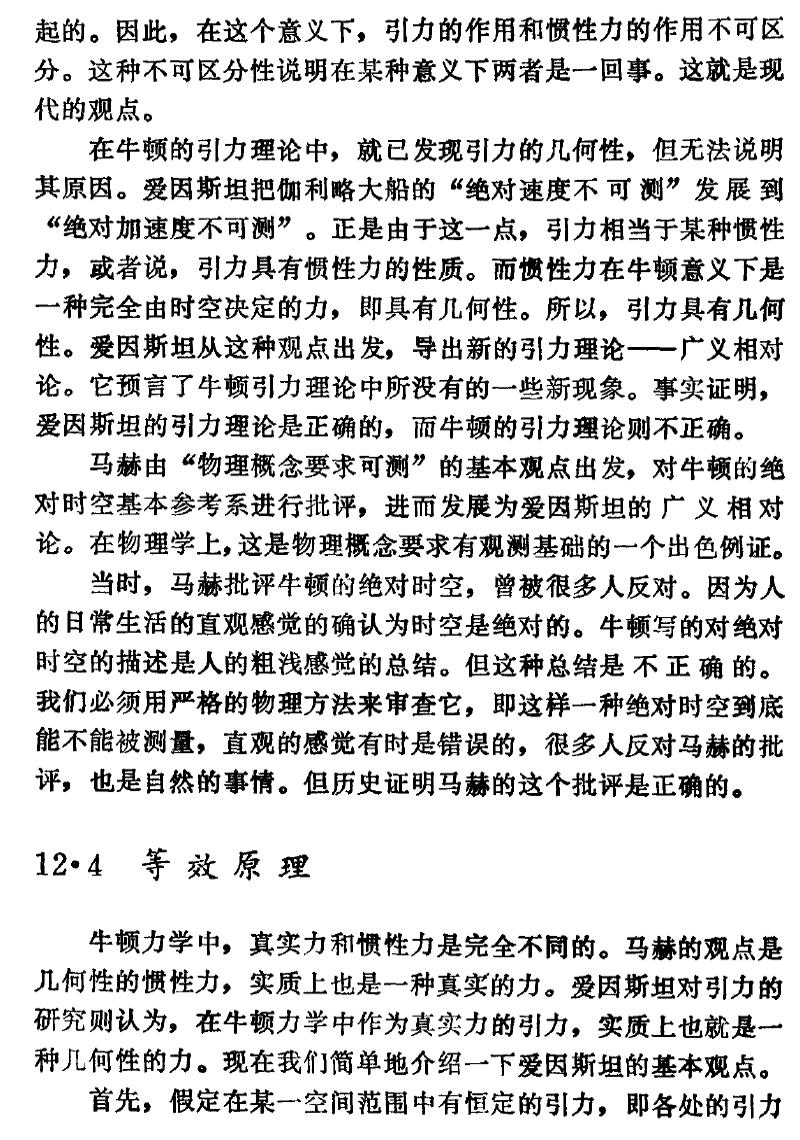 起的。因此，在这个意义下，引力的作用和惯性力的作用不可区
分。这种不可区分性说明在某种意义下两者是一回事。这就是现
代的观点。
在牛顿的引力理论中，就已发现引力的几何性，但无法说明
其原因。爱因斯坦把伽利略大船的“绝对速度不可测”发展到
“绝对加速度不可测”。正是由于这一点，引力相当于某种惯性
力，或者说，引力具有惯性力的性质。而惯性力在牛顿意义下是
一种完全由时空决定的力，即具有几何性。所以，引力具有几何
性。爱因斯坦从这种观点出发，导出新的引力理论——广义相对
论。它预言了牛顿引力理论中所没有的一些新现象。事实证明，
爱因斯坦的引力理论是正确的，而牛顿的引力理论则不正确。
马赫由“物理概念要求可测”的基本观点出发，对牛顿的绝
对时空基本参考系进行批评，进而发展为爱因斯坦的广义相对
论。在物理学上，这是物理概念要求有观测基础的一个出色例证。
当时，马赫批评牛顿的绝对时空，曾被很多人反对。因为人
的日常生活的直观感觉的确认为时空是绝对的。牛顿写的对绝对
时空的描述是人的粗浅感觉的总结。但这种总结是不正确的。
我们必须用严格的物理方法来审查它，即这样一种绝对时空到底
能不能被测量，直观的感觉有时是错误的，很多人反对马赫的批
评，也是自然的事情。但历史证明马赫的这个批评是正确的。
12·4 等效原理
牛顿力学中，真实力和惯性力是完全不同的。马赫的观点是
几何性的惯性力，实质上也是一种真实的力。爱因斯坦对引力的
研究则认为，在牛顿力学中作为真实力的引力，实质上也就是一
种几何性的力。现在我们简单地介绍一下爱因斯坦的基本观点。
首先，假定在某一空间范围中有恒定的引力，即各处的引力